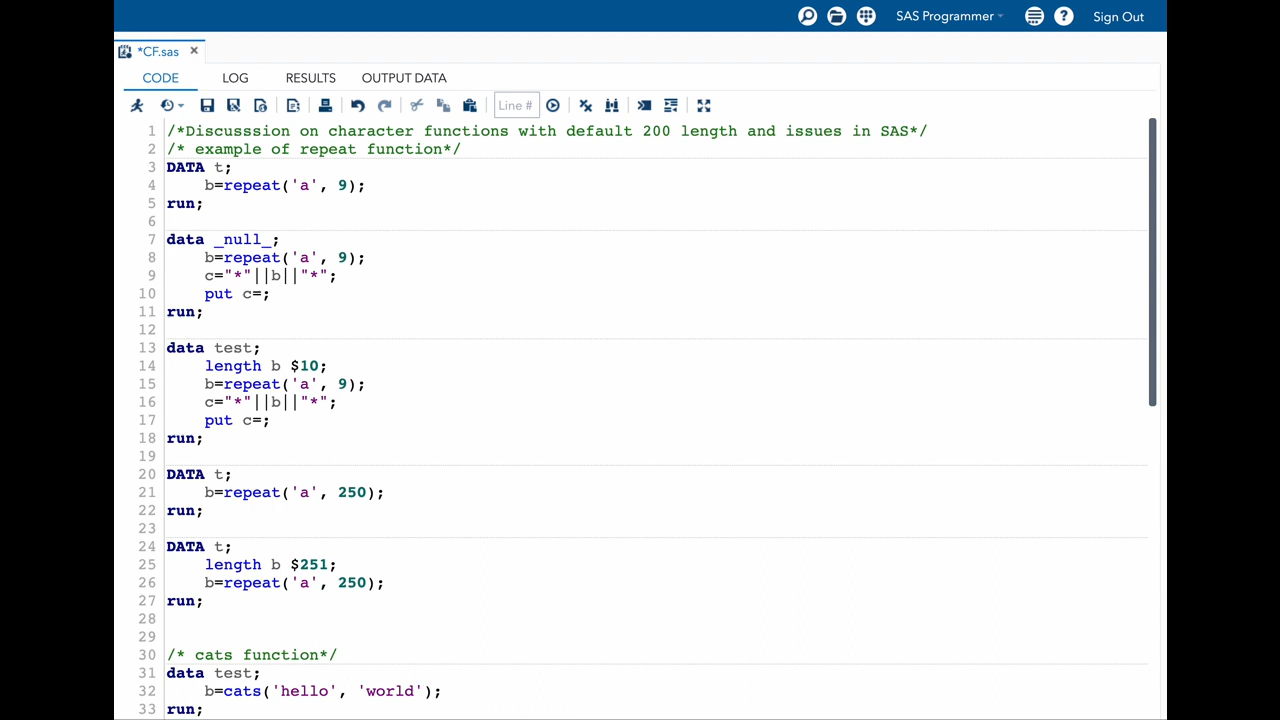 SAS Programmer
Sign Out
*CF.sas
CODE LOG RESULTS OUTPUT DATA
Line #
1 /*Discusssion on character functions with default 200 length and issues in SAS*/
2 /* example of repeat function*/
3 DATA t;
4 b=repeat('a', 9);
5 run;
6
7 data _null_;
8 b=repeat('a', 9);
9 c="*"||b||"*";
10 put c=;
11 run;
12
13 data test;
14 length b $10;
15 b=repeat('a', 9);
16 c="*"||b||"*";
17 put c=;
18 run;
19
20 DATA t;
21 b=repeat('a', 250);
22 run;
23
24 DATA t;
25 length b $251;
26 b=repeat('a', 250);
27 run;
28
29
30 /* cats function*/
31 data test;
32 b=cats('hello', 'world');
33 run;